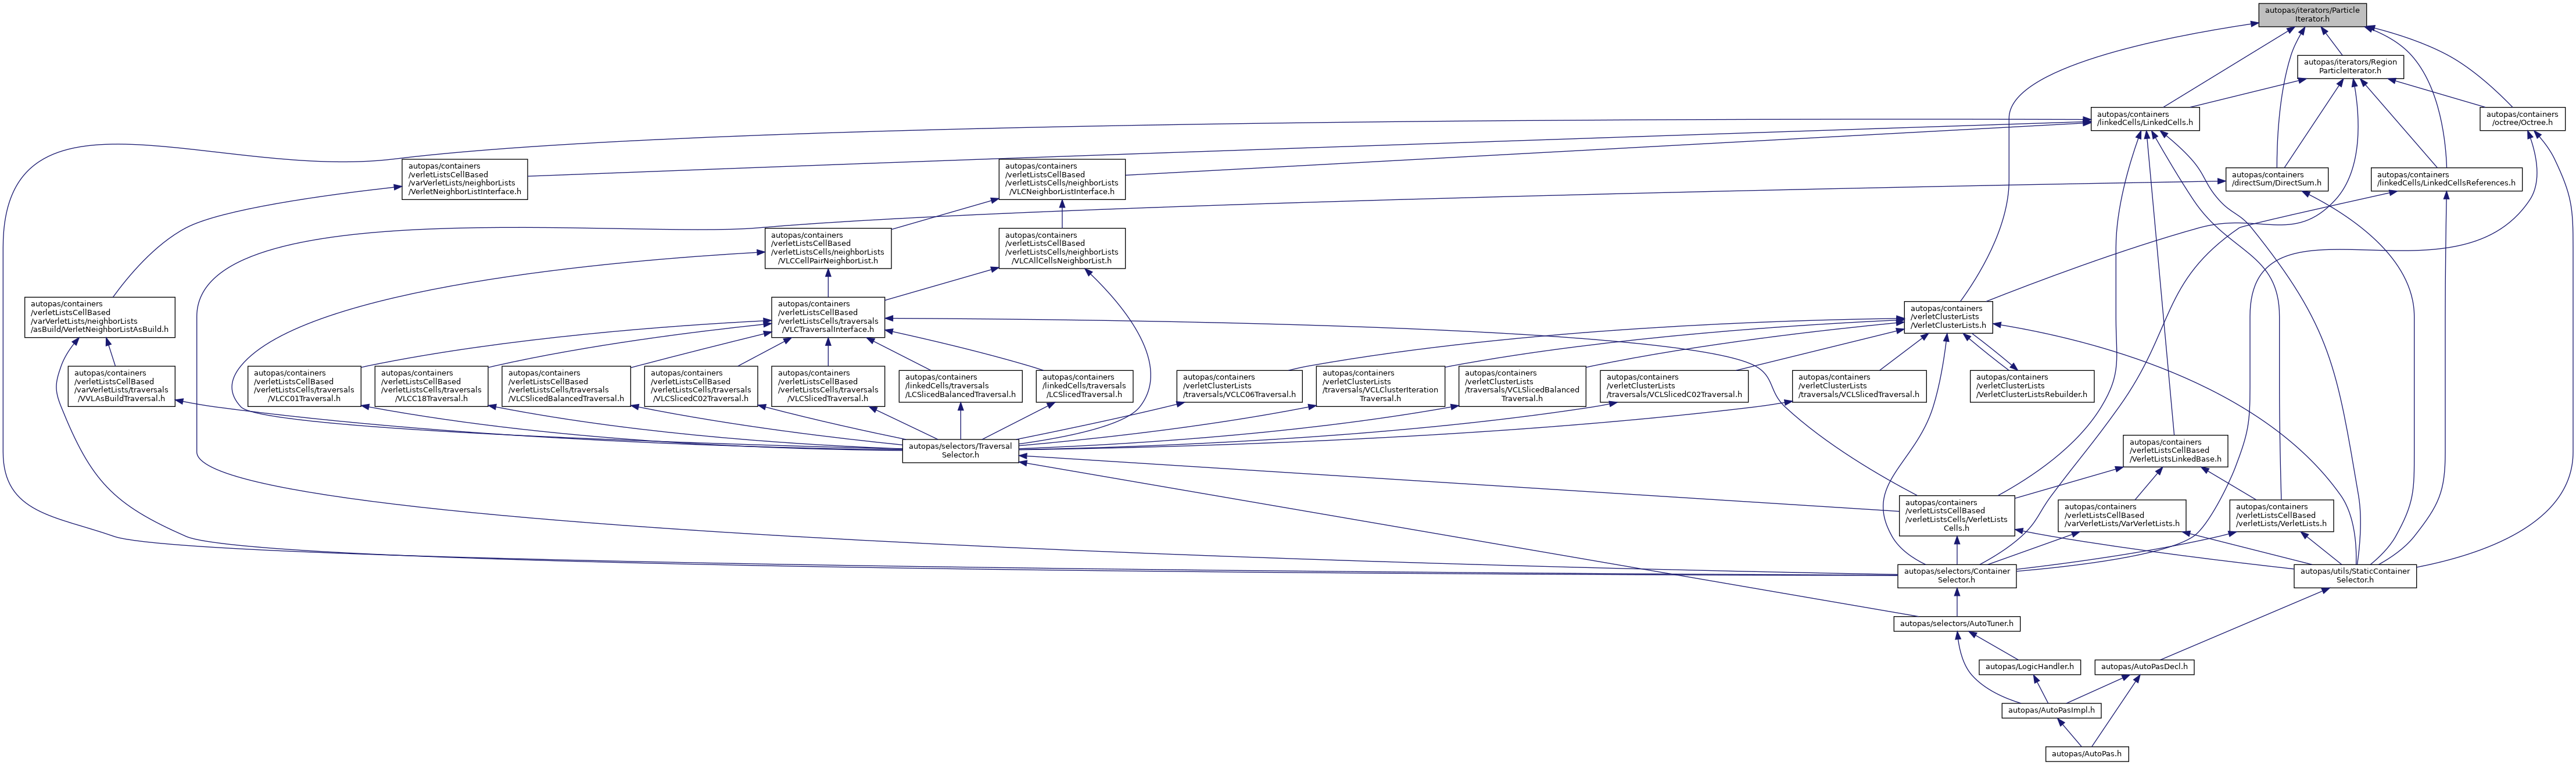 autopas/iterators/Particle
Iterator.h
autopas/iterators/Region
ParticleIterator.h
autopas/containers
/linkedCells/LinkedCells.h
autopas/containers
/octree/Octree.h
autopas/containers
/verletListsCellBased
/varVerletLists/neighborLists
/VerletNeighborListInterface.h
autopas/containers
/verletListsCellBased
/verletListsCells/neighborLists
/VLCNeighborListInterface.h
autopas/containers
/directSum/DirectSum.h
autopas/containers
/linkedCells/LinkedCellsReferences.h
autopas/containers
/verletListsCellBased
/verletListsCells/neighborLists
/VLCCellPairNeighborList.h
autopas/containers
/verletListsCellBased
/verletListsCells/neighborLists
/VLCAllCellsNeighborList.h
autopas/containers
/verletListsCellBased
/varVerletLists/neighborLists
/asBuild/VerletNeighborListAsBuild.h
autopas/containers
/verletListsCellBased
/verletListsCells/traversals
/VLCTraversalInterface.h
autopas/containers
/verletClusterLists
/VerletClusterLists.h
autopas/containers
/verletListsCellBased
/varVerletLists/traversals
/VVLAsBuildTraversal.h
autopas/containers
/verletListsCellBased
/verletListsCells/traversals
/VLCC01Traversal.h
autopas/containers
/verletListsCellBased
/verletListsCells/traversals
/VLCC18Traversal.h
autopas/containers
/verletListsCellBased
/verletListsCells/traversals
/VLCSlicedBalancedTraversal.h
autopas/containers
/verletListsCellBased
/verletListsCells/traversals
/VLCSlicedC02Traversal.h
autopas/containers
/verletListsCellBased
/verletListsCells/traversals
/VLCSlicedTraversal.h
autopas/containers
/linkedCells/traversals
/LCSlicedBalancedTraversal.h
autopas/containers
/linkedCells/traversals
/LCSlicedTraversal.h
autopas/containers
/verletClusterLists
/traversals/VCLC06Traversal.h
autopas/containers
/verletClusterLists
/traversals/VCLClusterIteration
Traversal.h
autopas/containers
/verletClusterLists
/traversals/VCLSlicedBalanced
Traversal.h
autopas/containers
/verletClusterLists
/traversals/VCLSlicedC02Traversal.h
autopas/containers
/verletClusterLists
/traversals/VCLSlicedTraversal.h
autopas/containers
/verletClusterLists
/VerletClusterListsRebuilder.h
autopas/selectors/Traversal
Selector.h
autopas/containers
/verletListsCellBased
/VerletListsLinkedBase.h
autopas/containers
/verletListsCellBased
/verletListsCells/VerletLists
Cells.h
autopas/containers
/verletListsCellBased
/varVerletLists/VarVerletLists.h
autopas/containers
/verletListsCellBased
/verletLists/VerletLists.h
autopas/selectors/Container
Selector.h
autopas/utils/StaticContainer
Selector.h
autopas/selectors/AutoTuner.h
autopas/LogicHandler.h
autopas/AutoPasDecl.h
autopas/AutoPasImpl.h
autopas/AutoPas.h